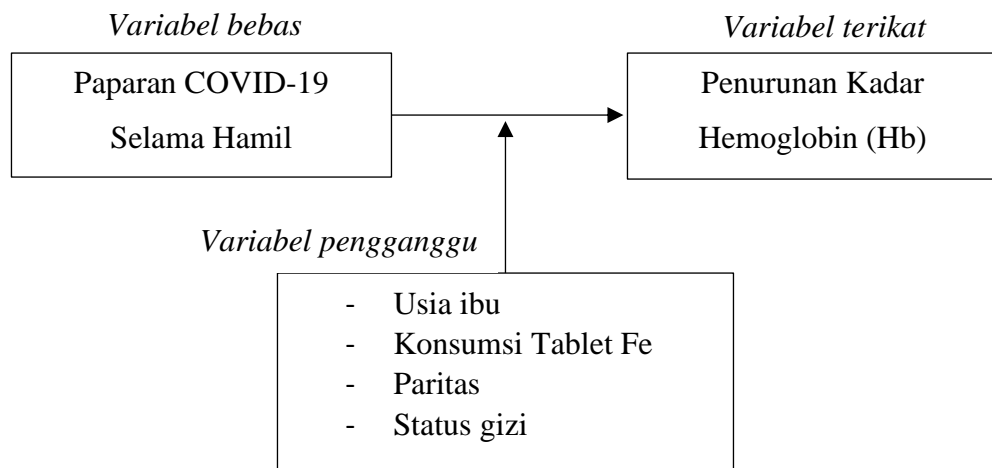 Variabel bebas
Variabel terikat
Paparan COVID-19
Selama Hamil
Penurunan Kadar
Hemoglobin (Hb)
Variabel pengganggu
- Usia ibu
- Konsumsi Tablet Fe
- Paritas
- Status gizi